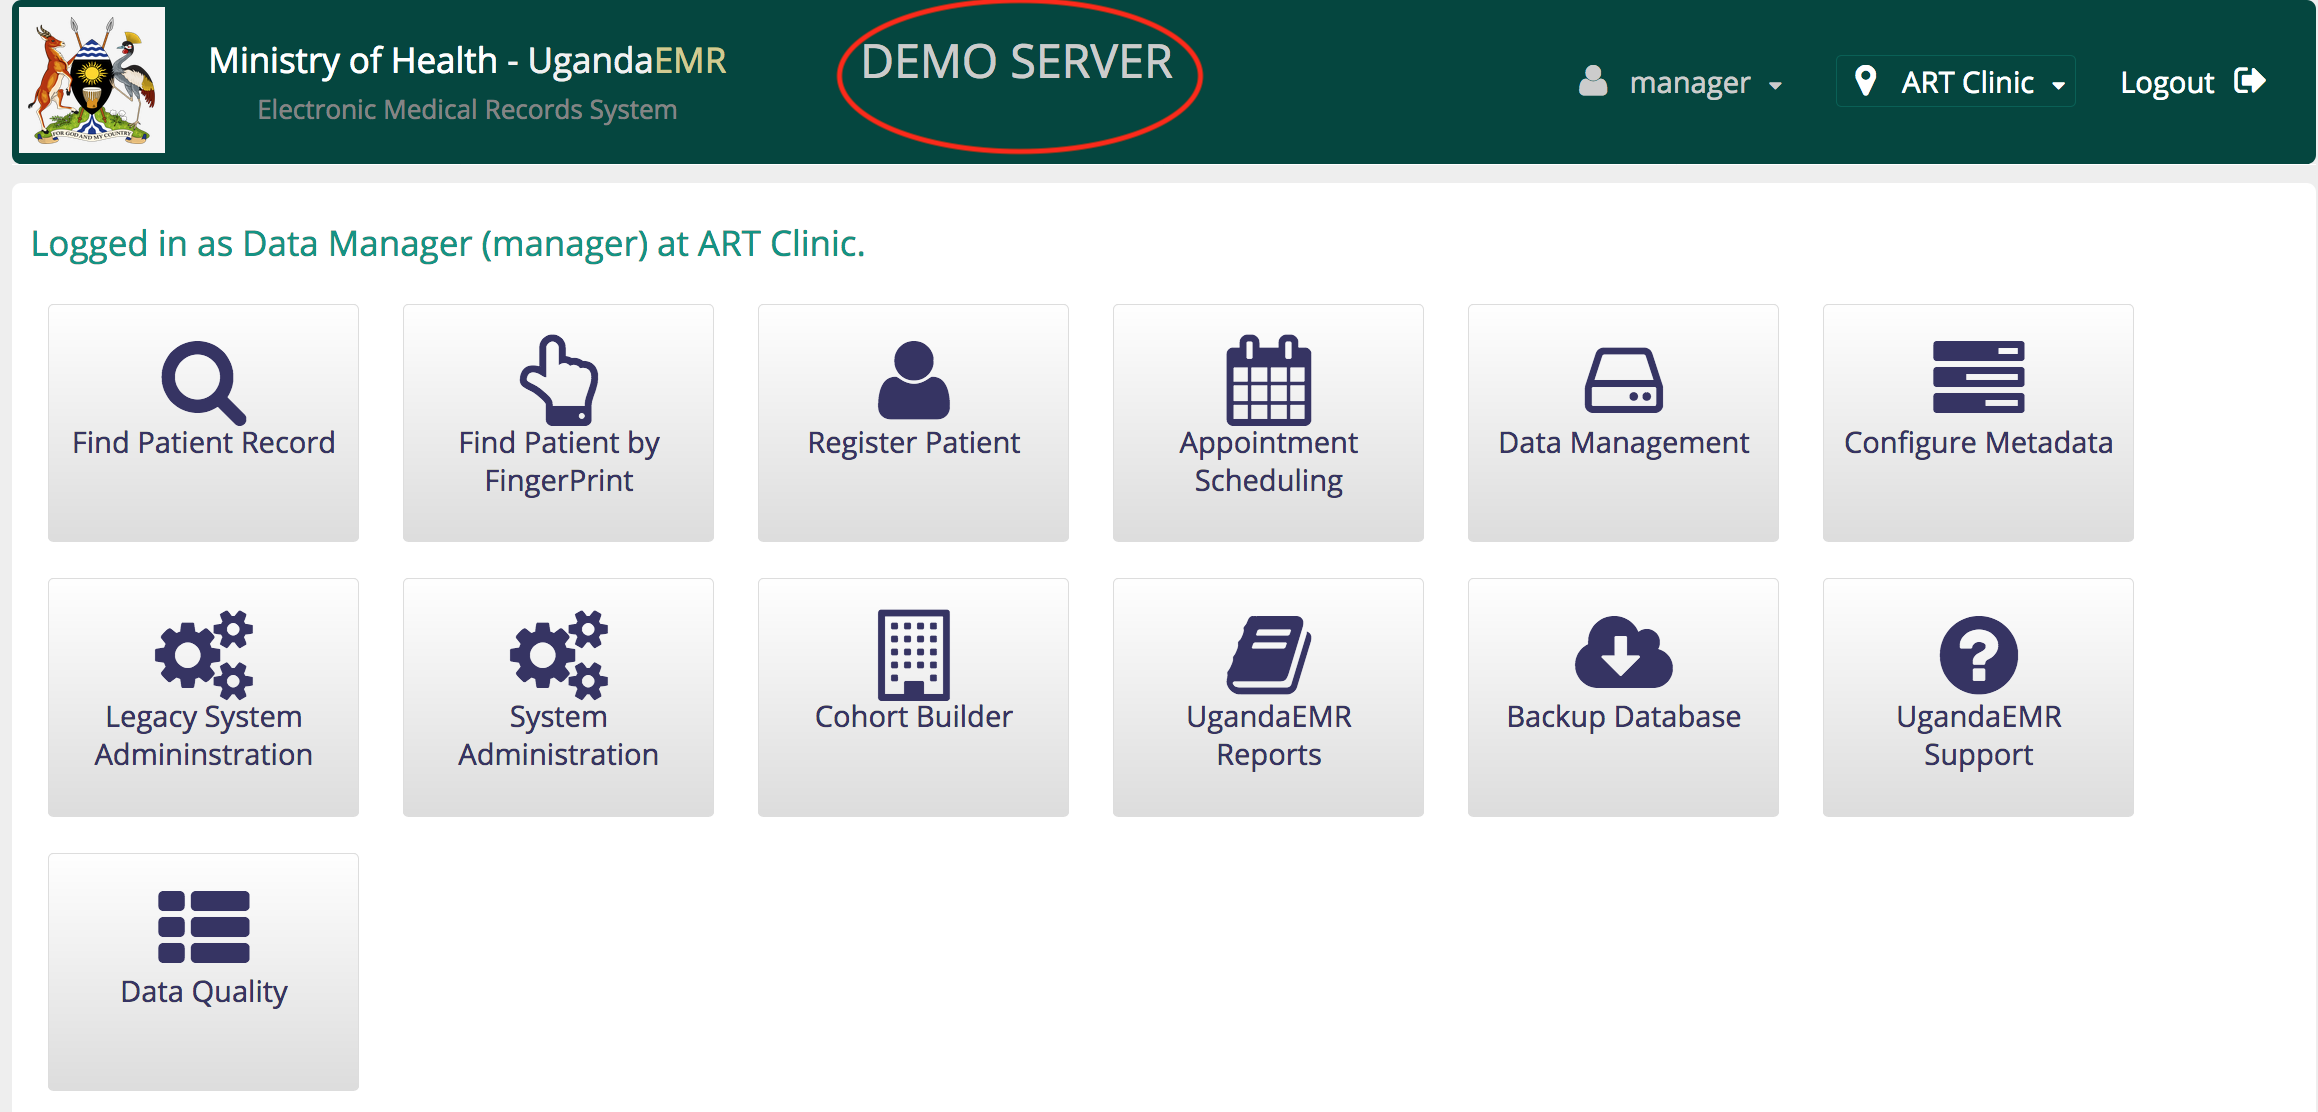 Ministry of Health - UgandaEMR
Electronic Medical Records System
FOR GOD AND MY COUNTRY
DEMO SERVER
manager
ART Clinic
Logout
Logged in as Data Manager (manager) at ART Clinic.
Find Patient Record
Find Patient by
FingerPrint
Register Patient
Appointment
Scheduling
Data Management
Configure Metadata
Legacy System
Admininstration
System
Administration
Cohort Builder
UgandaEMR
Reports
Backup Database
UgandaEMR
Support
Data Quality